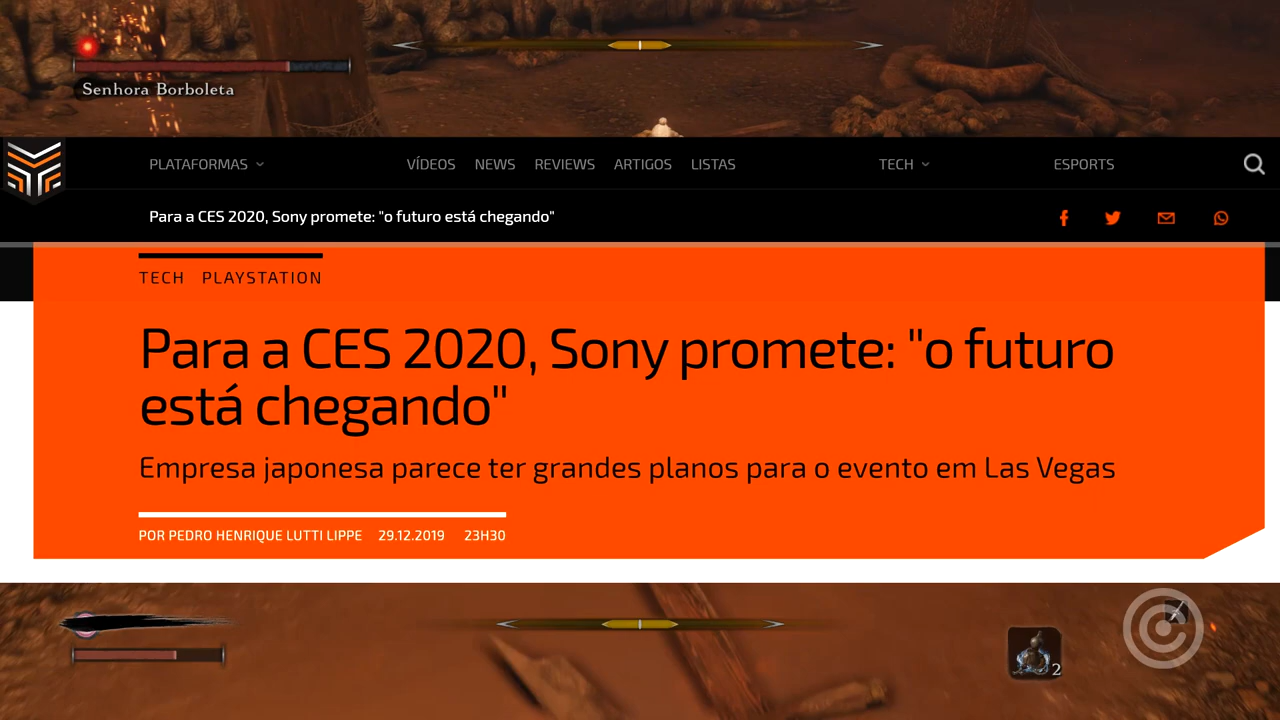 Senhora Borboleta
PLATAFORMAS VÍDEOS NEWS REVIEWS ARTIGOS LISTAS TECH ESPORTS
Para a CES 2020, Sony promete: "o futuro está chegando"
TECH PLAYSTATION
Para a CES 2020, Sony promete: "o futuro
está chegando"
Empresa japonesa parece ter grandes planos para o evento em Las Vegas
POR PEDRO HENRIQUE LUTTI LIPPE 29.12.2019 23H30
2